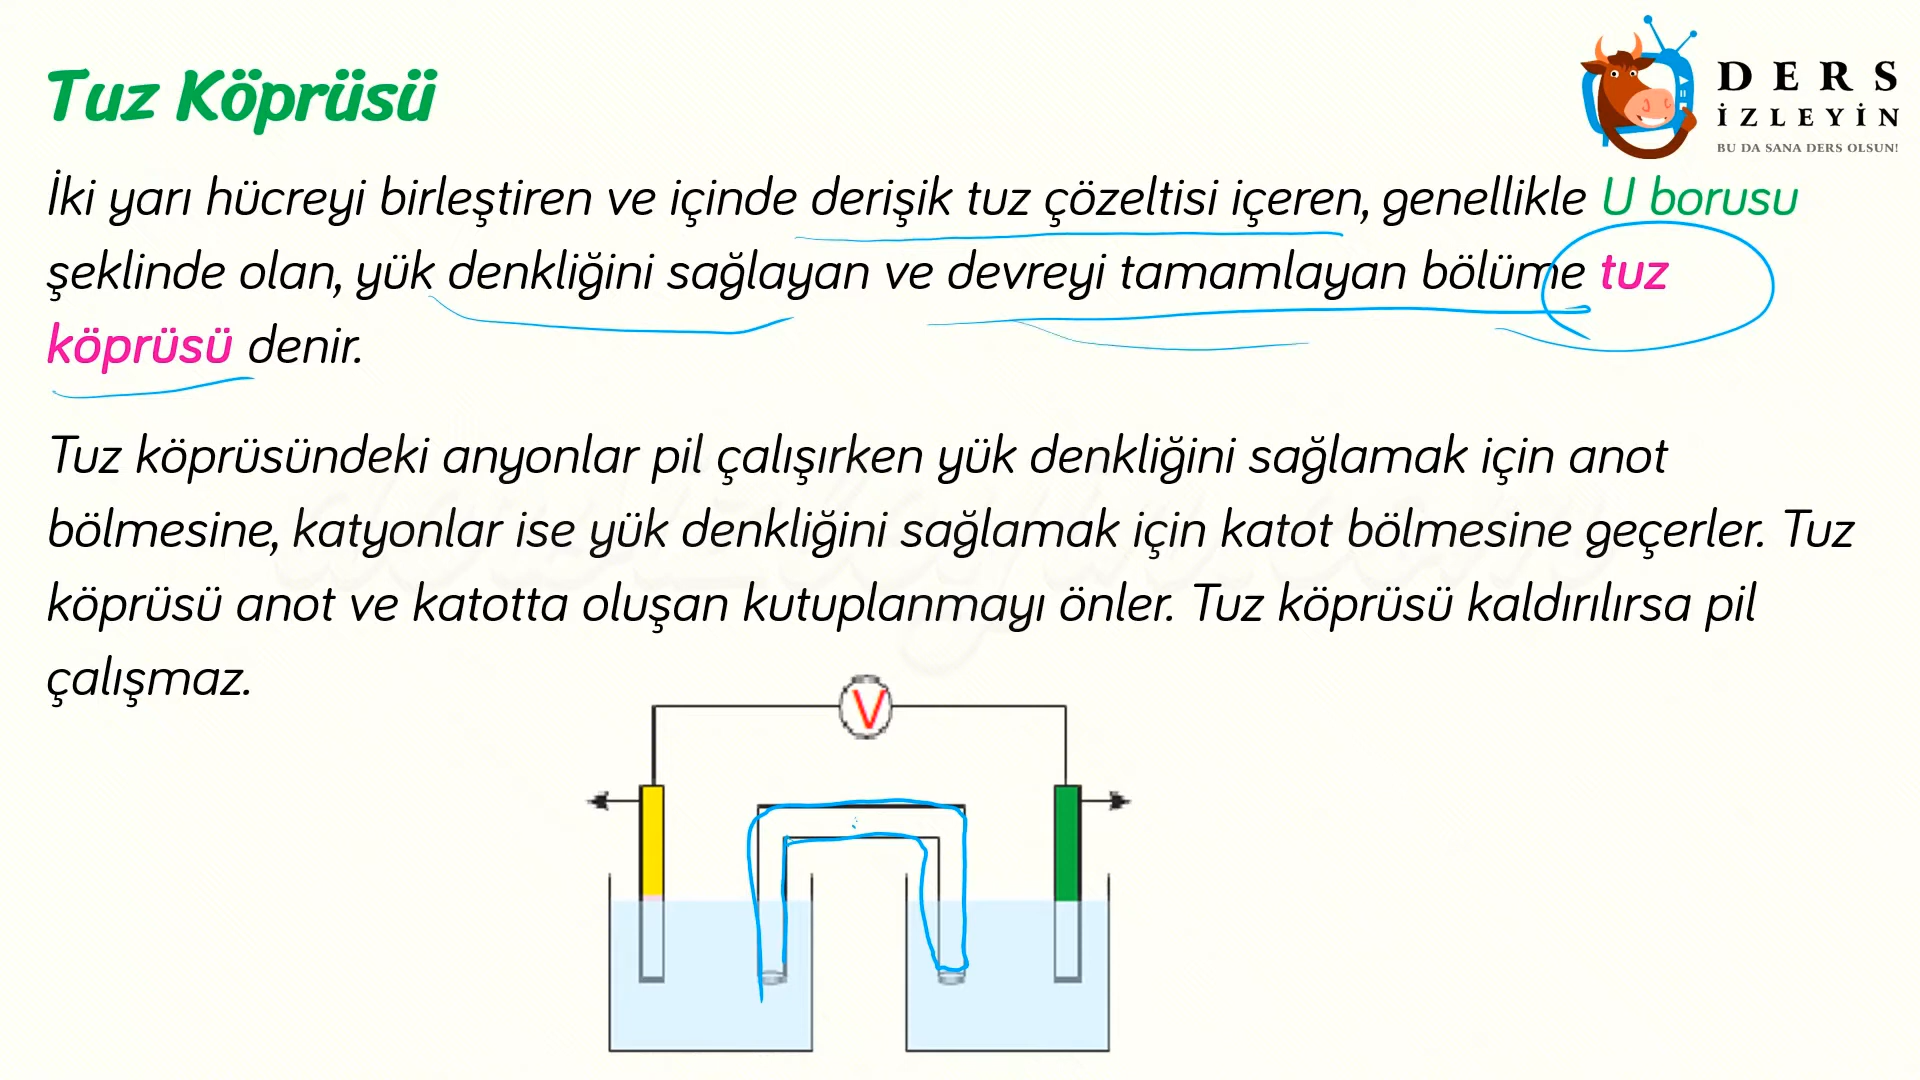 Tuz Köprüsü
DERS
İZLEYİN
BU DA SANA DERS OLSUN!
İki yarı hücreyi birleştiren ve içinde derişik tuz çözeltisi içeren, genellikle U borusu
şeklinde olan, yük denkliğini sağlayan ve devreyi tamamlayan bölüme tuz
köprüsü denir.
Tuz köprüsündeki anyonlar pil çalışırken yük denkliğini sağlamak için anot
bölmesine, katyonlar ise yük denkliğini sağlamak için katot bölmesine geçerler. Tuz
köprüsü anot ve katotta oluşan kutuplanmayı önler. Tuz köprüsü kaldırılırsa pil
çalışmaz.
V